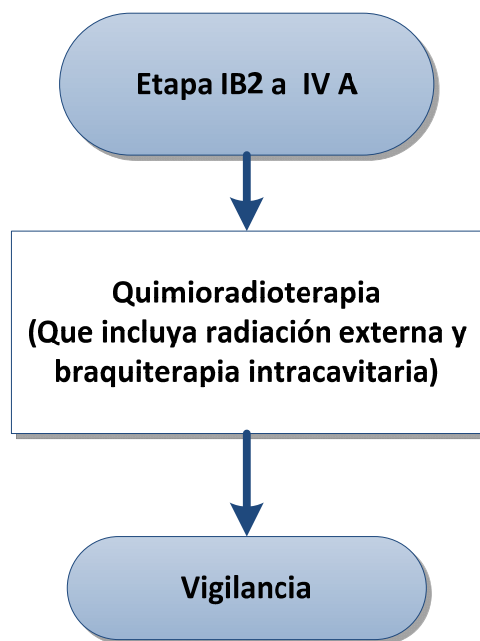 Etapa IB2 a IV A
Quimioradioterapia
(Que incluya radiación externa y
braquiterapia intracavitaria)
Vigilancia